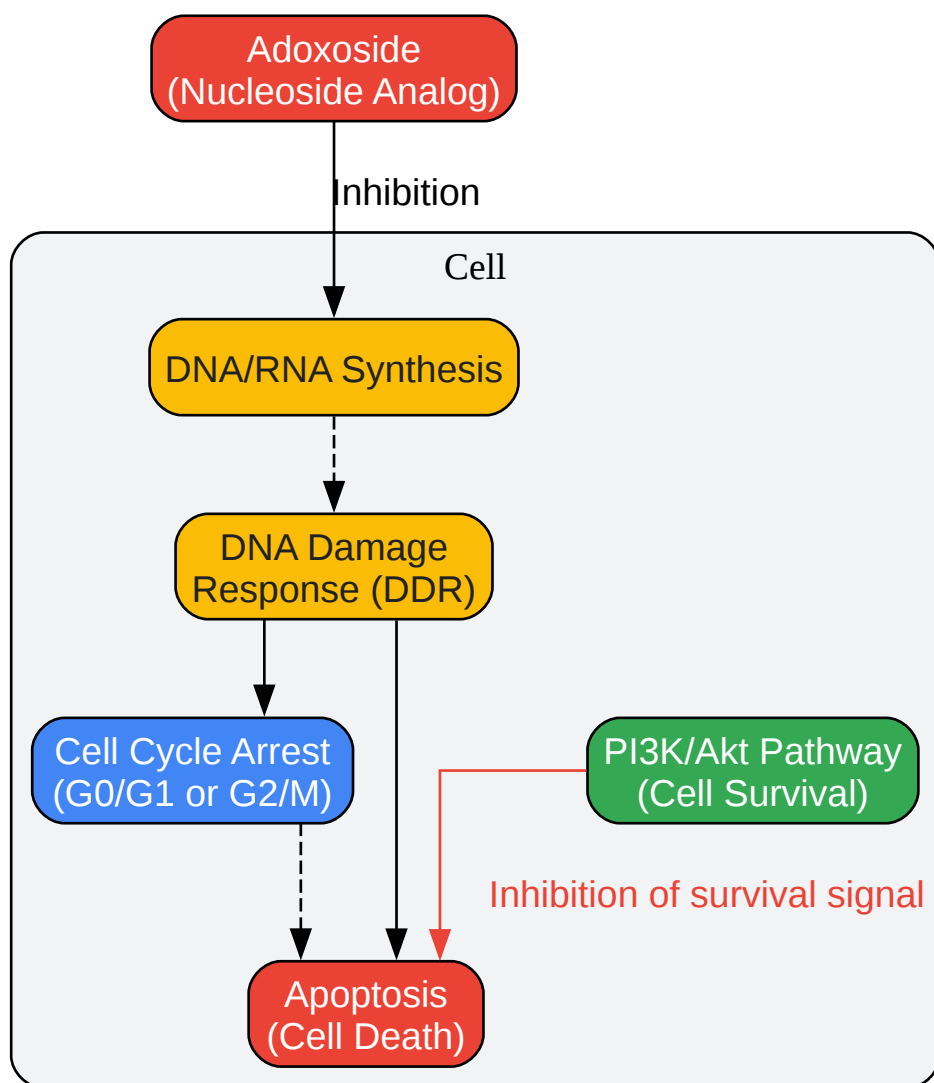 Adoxoside
(Nucleoside Analog)
Inhibition
Cell
DNA/RNA Synthesis
DNA Damage
Response (DDR)
Cell Cycle Arrest
(G0/G1 or G2/M)
PI3K/Akt Pathway
(Cell Survival)
Inhibition of survival signal
Apoptosis
(Cell Death)